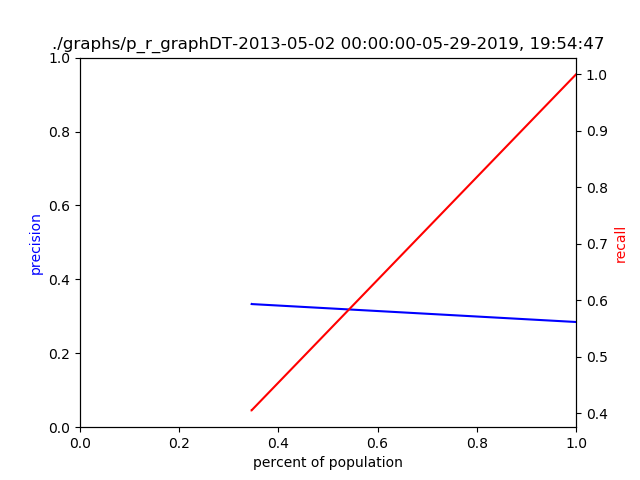 ./graphs/p_r_graphDT-2013-05-02 00:00:00-05-29-2019, 19:54:47
1.0
0.8
0.6
0.4
0.2
0.0
precision
1.0
0.9
0.8
0.7
0.6
0.5
0.4
recall
0.0 0.2 0.4 0.6 0.8 1.0
percent of population